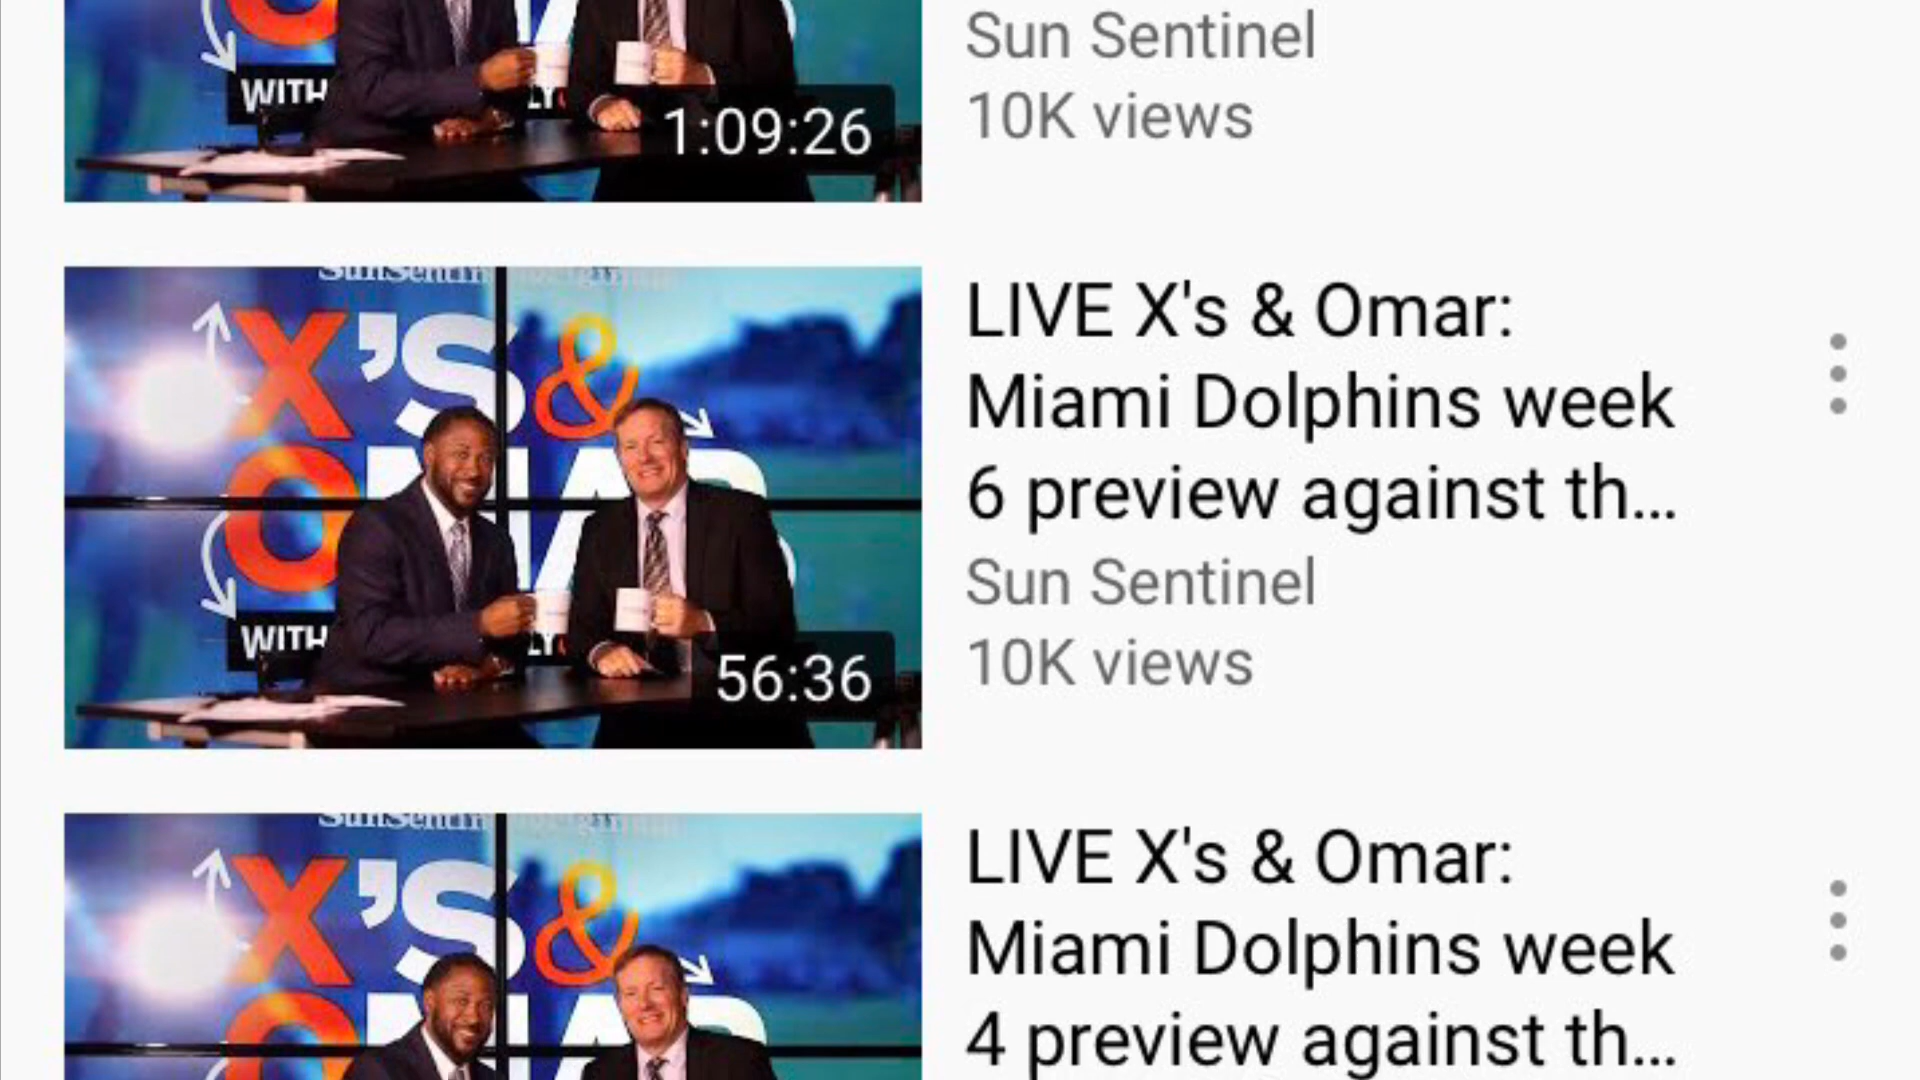 Sun Sentinel
10K views
WITH
1:09:26
X'S &
WITH
56:36
LIVE X's & Omar:
Miami Dolphins week
6 preview against th...
Sun Sentinel
10K views
X'S &
LIVE X's & Omar:
Miami Dolphins week
4 preview against th...